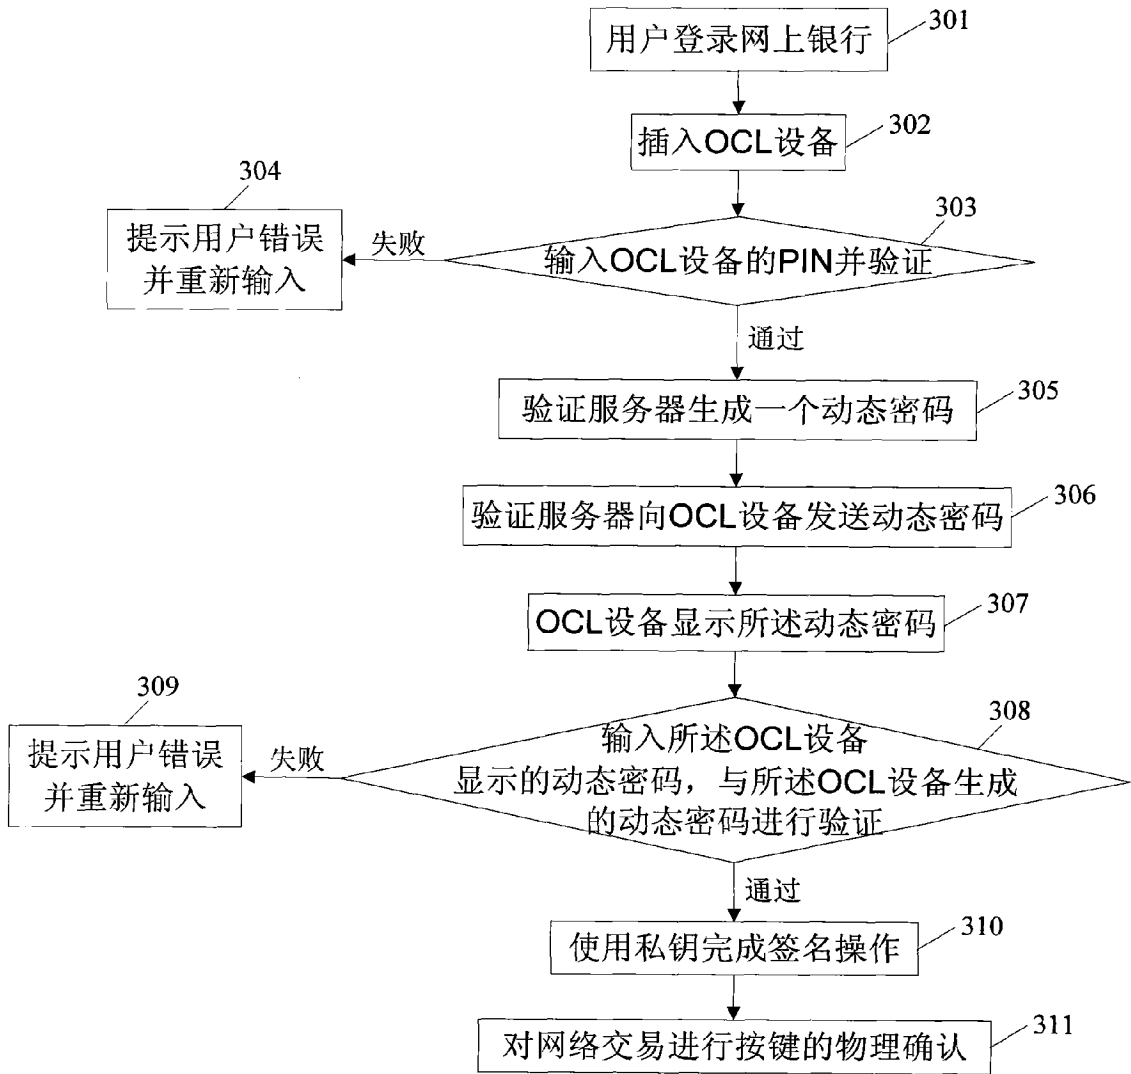 用户登录网上银行
301
插入OCL设备
302
304
提示用户错误
并重新输入
失败
303
输入OCL设备的PIN并验证
通过
305
验证服务器生成一个动态密码
306
验证服务器向OCL设备发送动态密码
307
OCL设备显示所述动态密码
309
提示用户错误
并重新输入
失败
308
输入所述OCL设备
显示的动态密码，与所述OCL设备生成
的动态密码进行验证
通过
310
使用私钥完成签名操作
311
对网络交易进行按键的物理确认